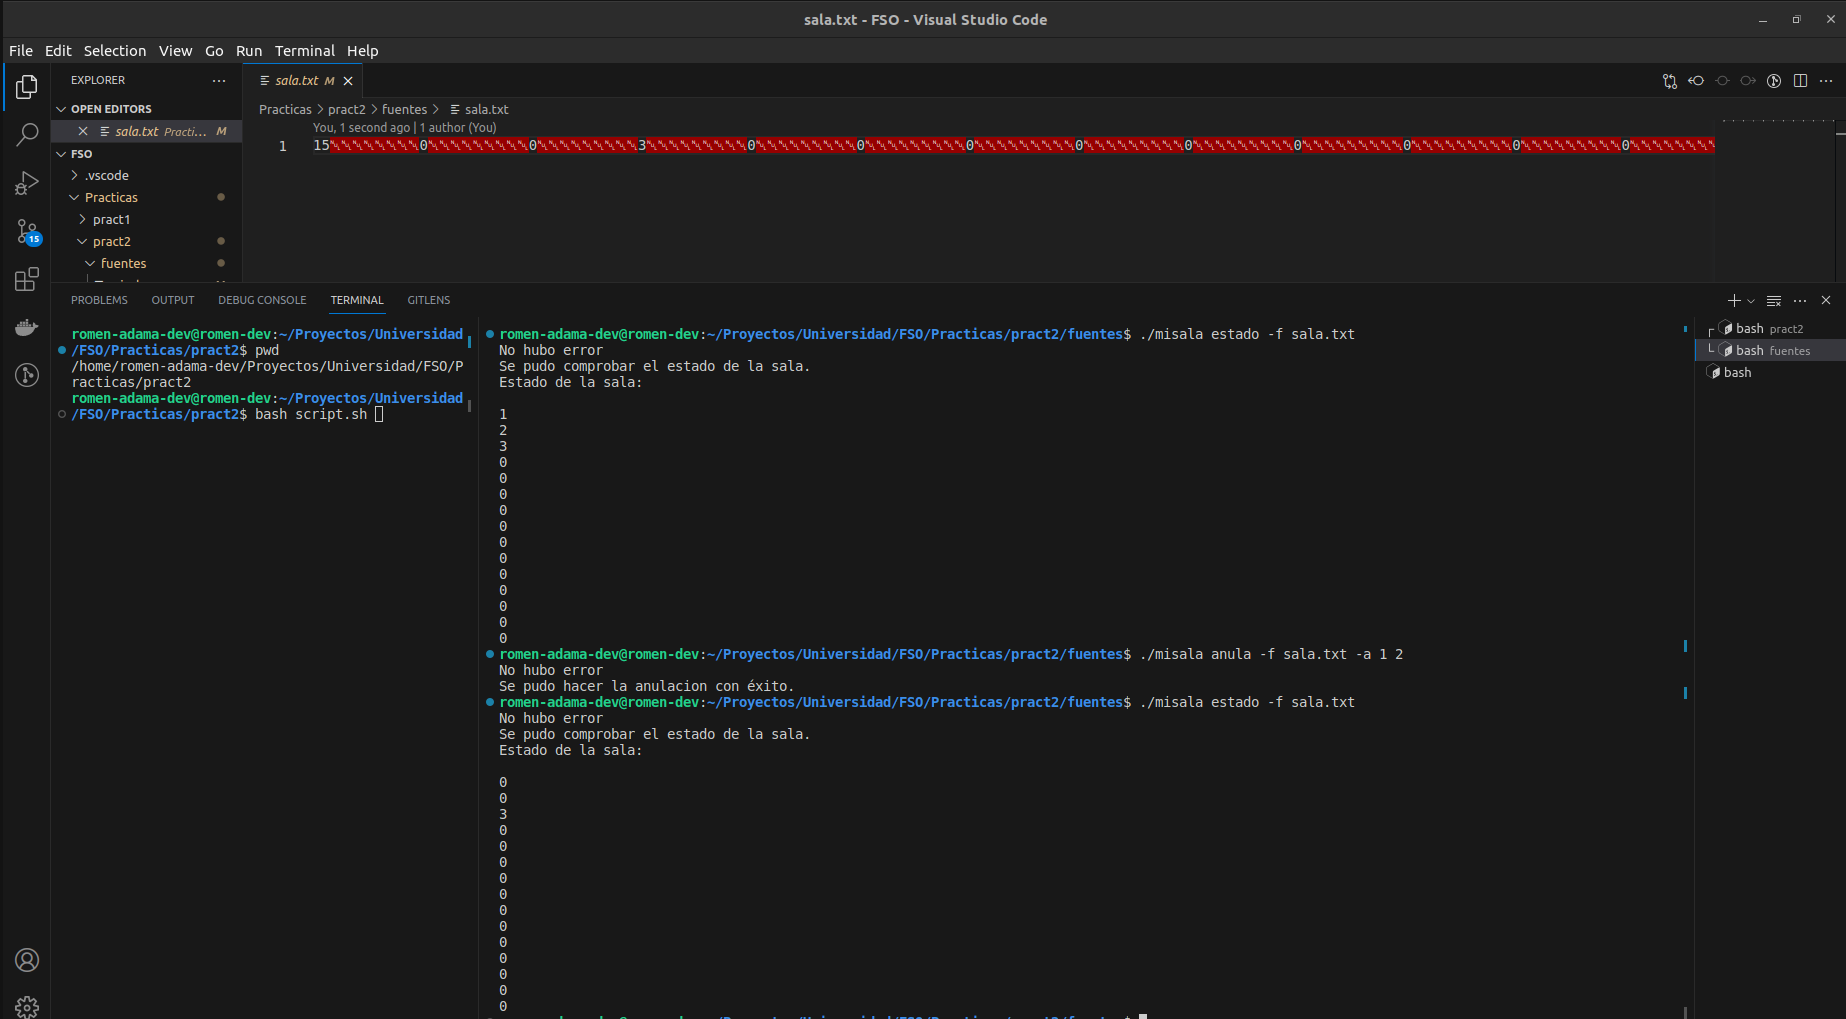 sala.txt - FSO - Visual Studio Code
File Edit Selection View Go Run Terminal Help
EXPLORER
OPEN EDITORS
sala.txt Practi... M
FSO
.vscode
Practicas
pract1
pract2
fuentes
15
sala.txt M
Practicas > pract2 > fuentes > sala.txt
You, 1 second ago | 1 author (You)
1 15 0 0 3 0 0 0 0 0 0 0 0 0
PROBLEMS OUTPUT DEBUG CONSOLE TERMINAL GITLENS
romen-adama-dev@romen-dev:~/Proyectos/Universidad
/FSO/Practicas/pract2$ pwd
/home/romen-adama-dev/Proyectos/Universidad/FSO/P
racticas/pract2
romen-adama-dev@romen-dev:~/Proyectos/Universidad
/FSO/Practicas/pract2$ bash script.sh
romen-adama-dev@romen-dev:~/Proyectos/Universidad/FSO/Practicas/pract2/fuentes$ ./misala estado -f sala.txt
No hubo error
Se pudo comprobar el estado de la sala.
Estado de la sala:
1
2
3
0
0
0
0
0
0
0
0
0
0
0
0
romen-adama-dev@romen-dev:~/Proyectos/Universidad/FSO/Practicas/pract2/fuentes$ ./misala anula -f sala.txt -a 1 2
No hubo error
Se pudo hacer la anulacion con éxito.
romen-adama-dev@romen-dev:~/Proyectos/Universidad/FSO/Practicas/pract2/fuentes$ ./misala estado -f sala.txt
No hubo error
Se pudo comprobar el estado de la sala.
Estado de la sala:
0
0
3
0
0
0
0
0
0
0
0
0
0
0
0
bash pract2
bash fuentes
bash